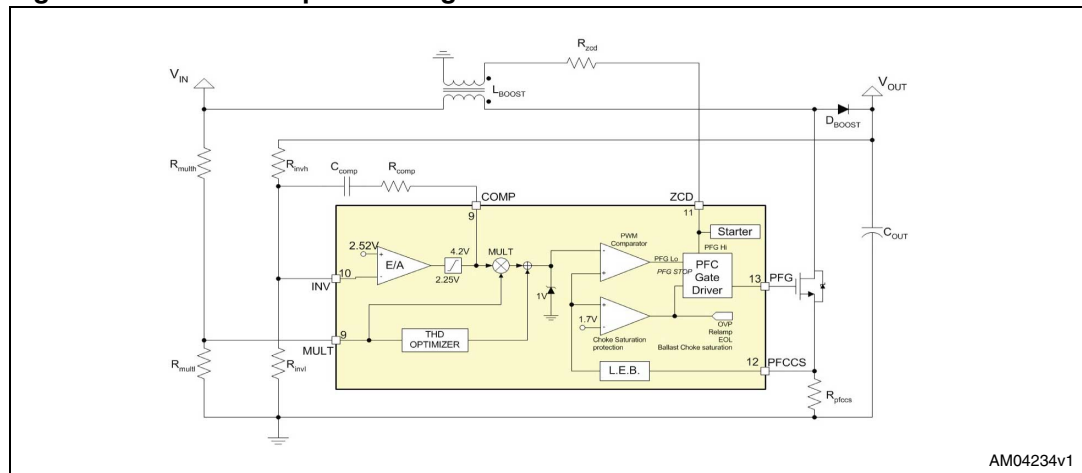 R_zcd
V_IN
L_BOOST
V_OUT
D_BOOST
R_multh
R_invh
C_comp
R_comp
COMP
ZCD
9
11
Starter
C_OUT
2.52V
4.2V
MULT
PWM
Comparator
PFG Hi
E/A
PFG Lo
PFG STOP
PFC
Gate
Driver
13
PFG
2.25V
10
INV
1V
1.7V
OVP
Relamp
EOL
Ballast Choke saturation
Choke Saturation
protection
9
MULT
THD
OPTIMIZER
L.E.B.
12
PFCCS
R_multl
R_invl
R_pfccs
AM04234v1